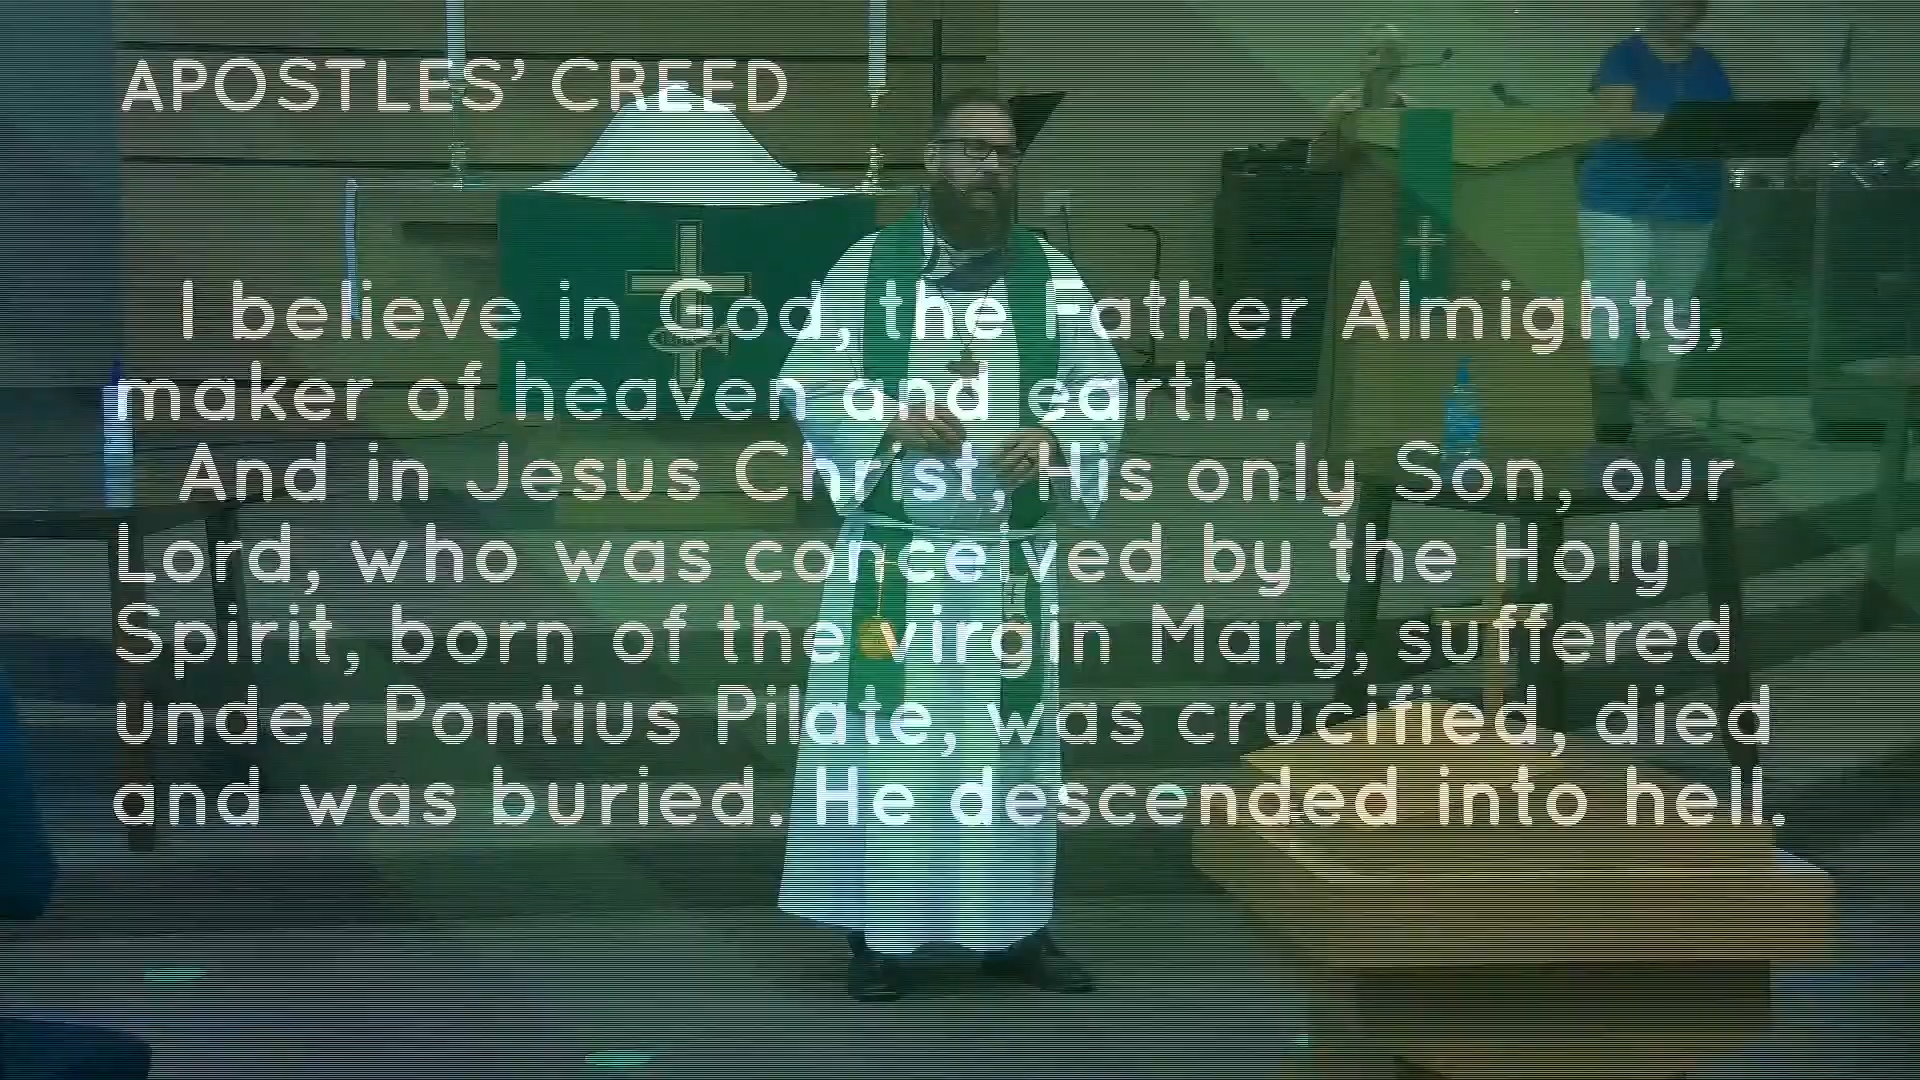 APOSTLES’ CREED
I believe in God, the Father Almighty,
maker of heaven and earth.
And in Jesus Christ, His only Son, our
Lord, who was conceived by the Holy
Spirit, born of the virgin Mary, suffered
under Pontius Pilate, was crucified, died
and was buried. He descended into hell.